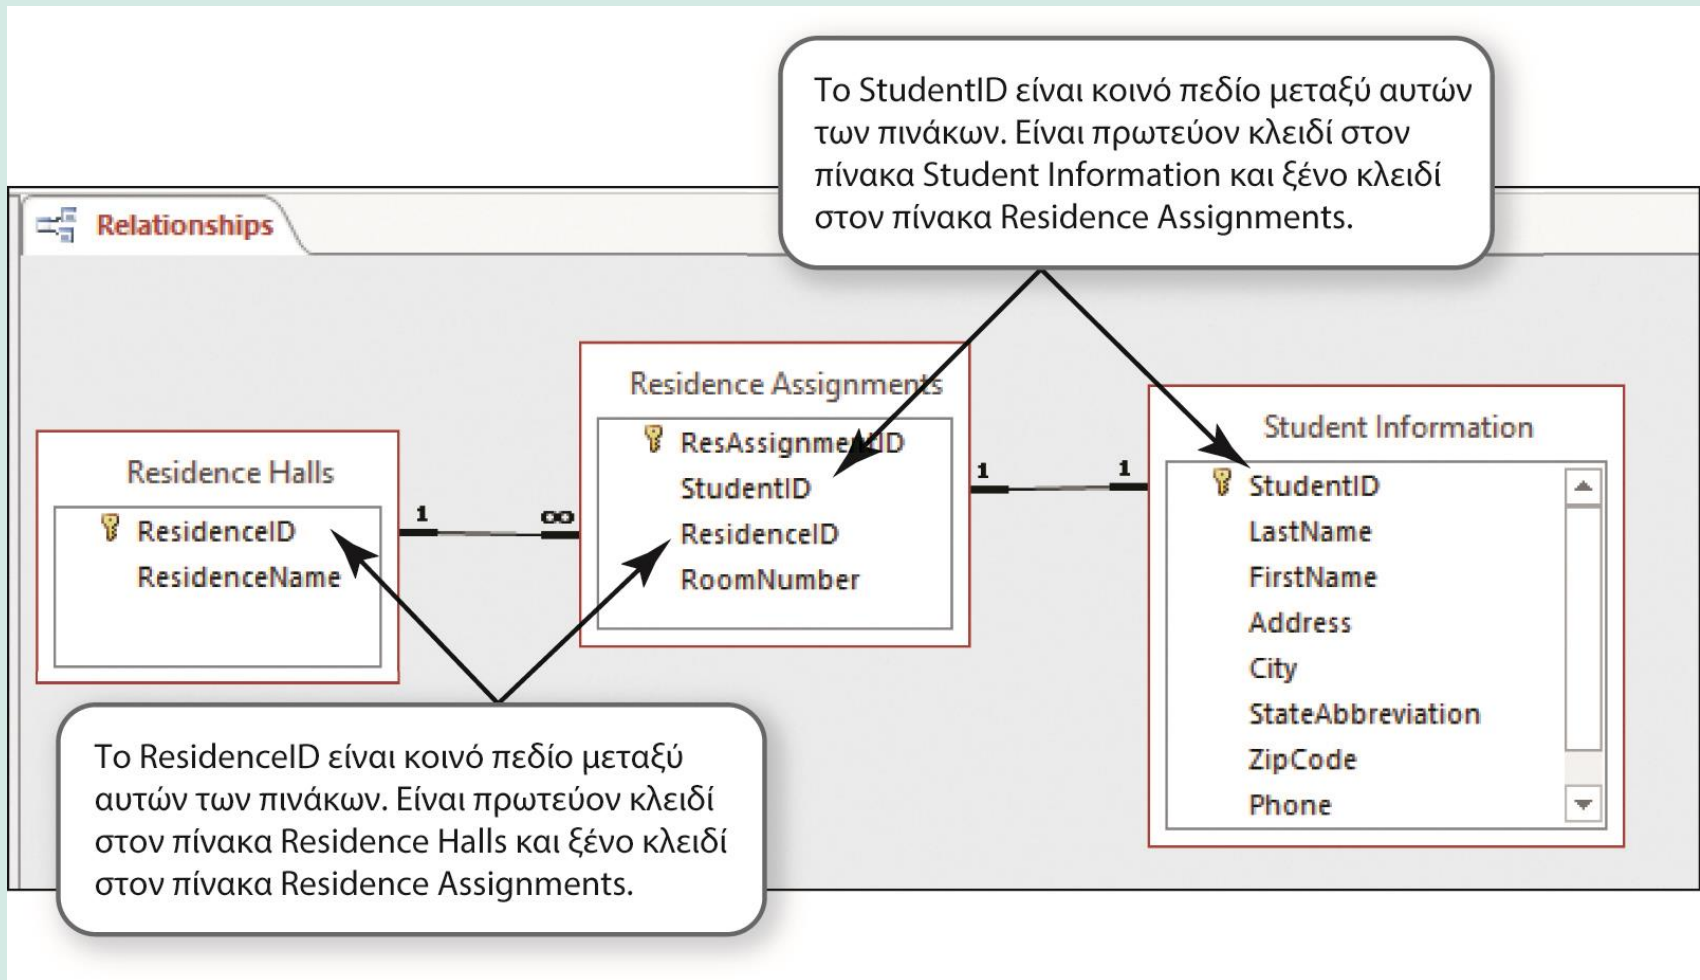 Το StudentID είναι κοινό πεδίο μεταξύ αυτών
των πινάκων. Είναι πρωτεύον κλειδί στον
πίνακα Student Information και ξένο κλειδί
στον πίνακα Residence Assignments.
Relationships
Residence Halls
ResidenceID
ResidenceName
1
∞
Residence Assignments
ResAssignmentID
StudentID
ResidenceID
RoomNumber
1
1
Student Information
StudentID
LastName
FirstName
Address
City
StateAbbreviation
ZipCode
Phone
Το ResidenceID είναι κοινό πεδίο μεταξύ
αυτών των πινάκων. Είναι πρωτεύον κλειδί
στον πίνακα Residence Halls και ξένο κλειδί
στον πίνακα Residence Assignments.